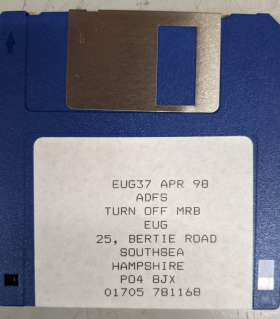 EUG37 APR 98
ADFS
TURN OFF MRB
EUG
25, BERTIE ROAD
SOUTHSEA
HAMPSHIRE
PO4 8JX
01705 781168